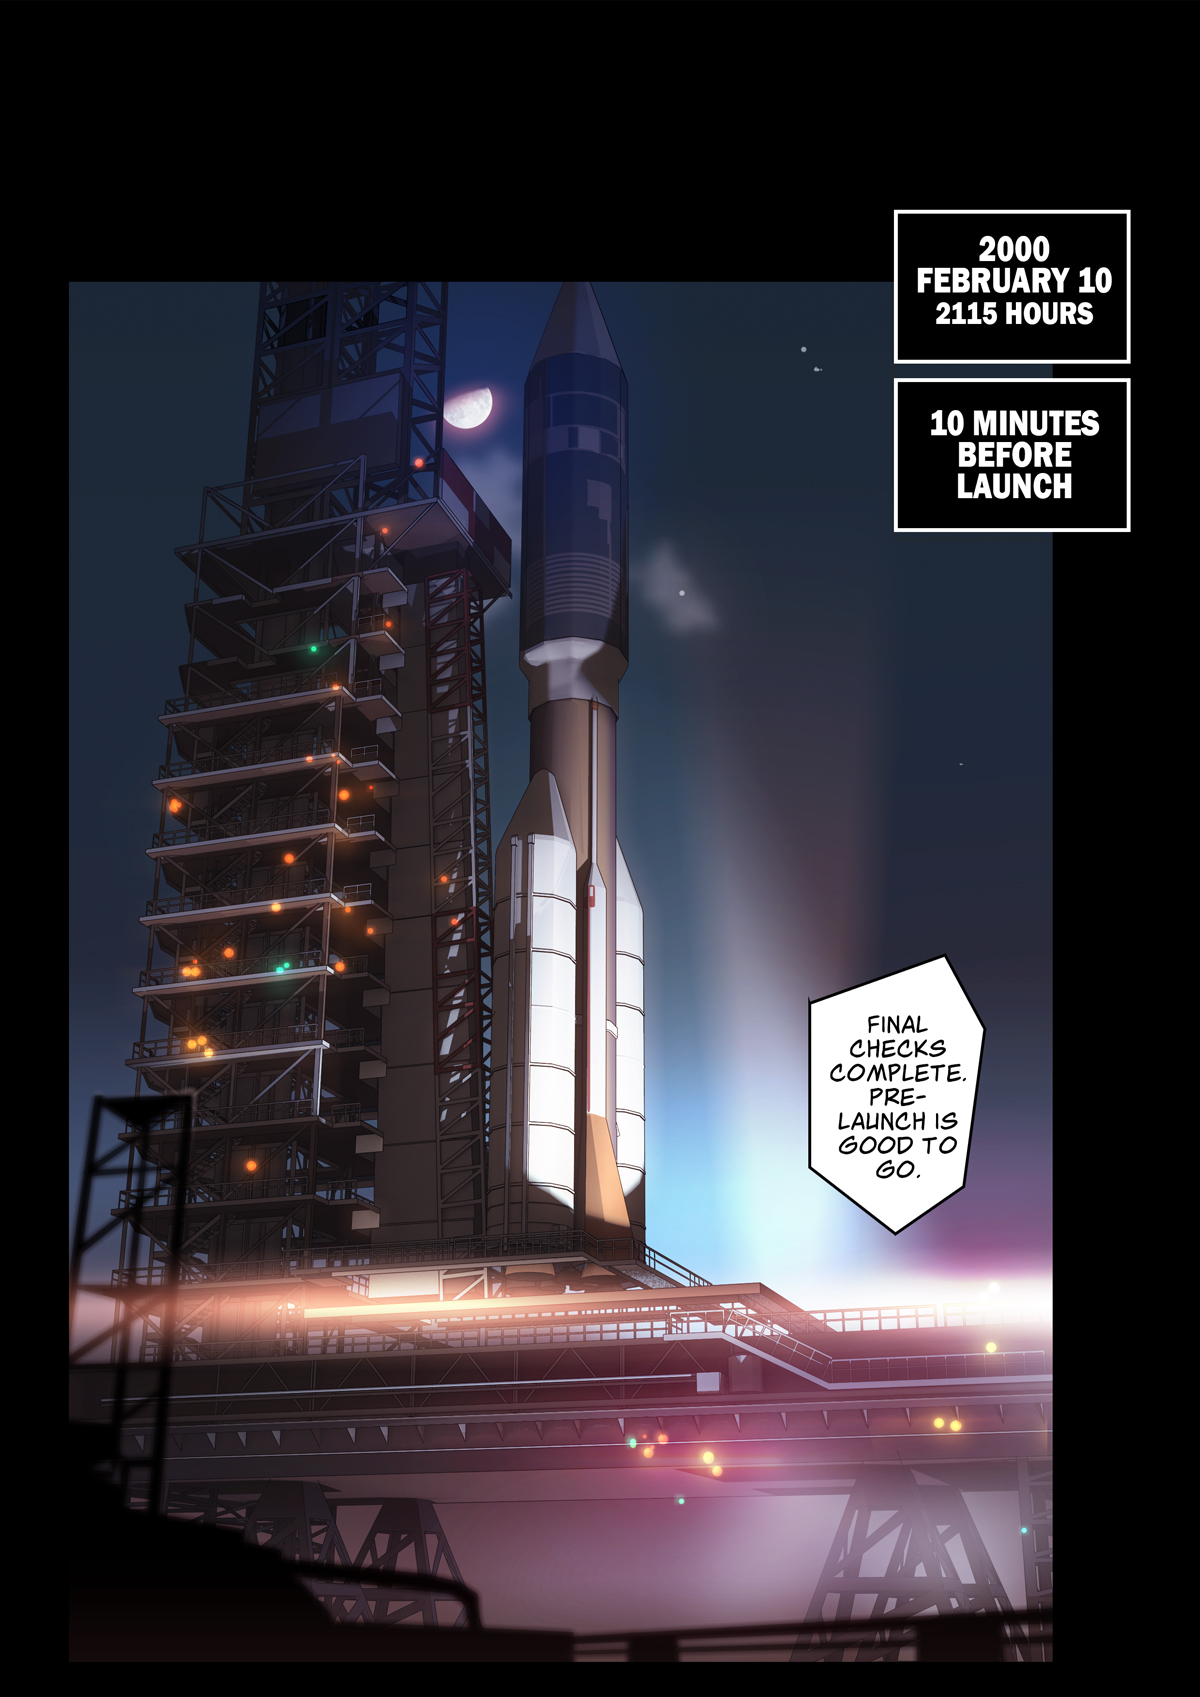 2000
FEBRUARY 10
2115 HOURS
10 MINUTES
BEFORE
LAUNCH
FINAL
CHECKS
COMPLETE.
PRE-
LAUNCH IS
GOOD TO
GO.